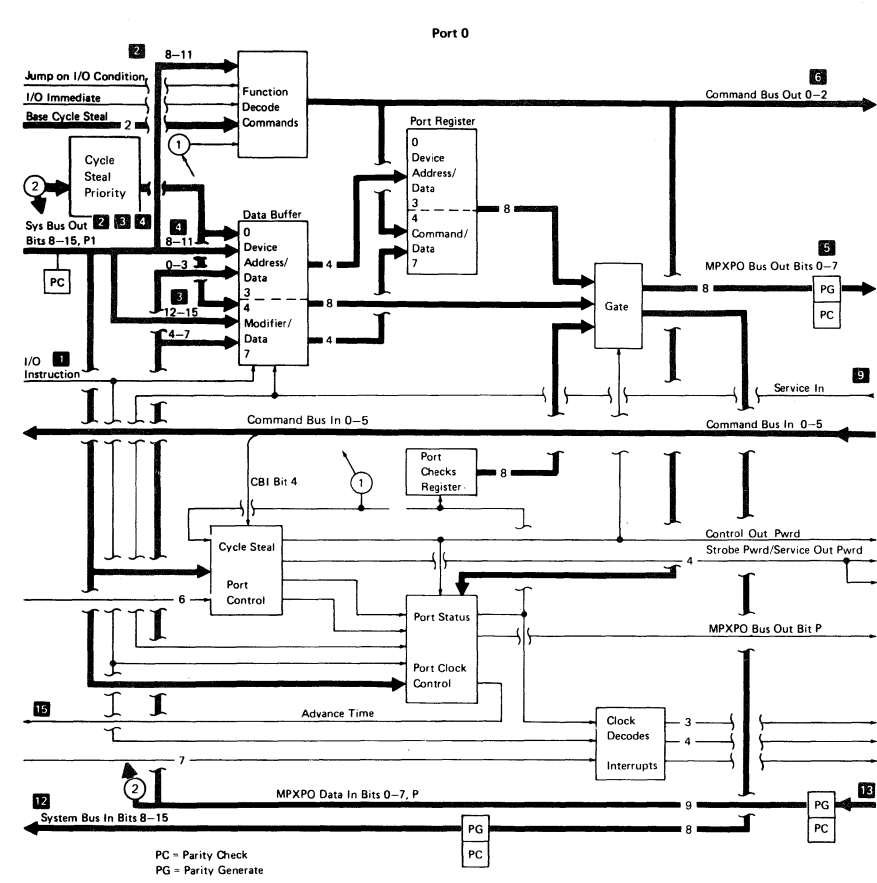 Port 0
2
8–11
Jump on I/O Condition
I/O Immediate
Base Cycle Steal
2
Function
Decode
Commands
6
Command Bus Out 0–2
1
Cycle
Steal
Priority
2
Sys Bus Out 2 3 4
Bits 8–15, P1
PC
4
8–11
0–3
3
12–15
4–7
Data Buffer
0
Device
Address/
Data
3
4
Modifier/
Data
7
4
8
4
Port Register
0
Device
Address/
Data
3
4
Command/
Data
7
8
Gate
5
MPXPO Bus Out Bits 0–7
8
PG
PC
I/O 1
Instruction
9
Service In
Command Bus In 0–5
Command Bus In 0–5
CBI Bit 4
1
Port
Checks
Register
8
Cycle Steal
Port
Control
6
Control Out Pwrd
Strobe Pwrd/Service Out Pwrd
4
Port Status
Port Clock
Control
MPXPO Bus Out Bit P
15
Advance Time
Clock
Decodes
Interrupts
3
4
7
2
MPXPO Data In Bits 0–7, P
9
PG
PC
13
12
System Bus In Bits 8–15
PG
PC
8
PC = Parity Check
PG = Parity Generate